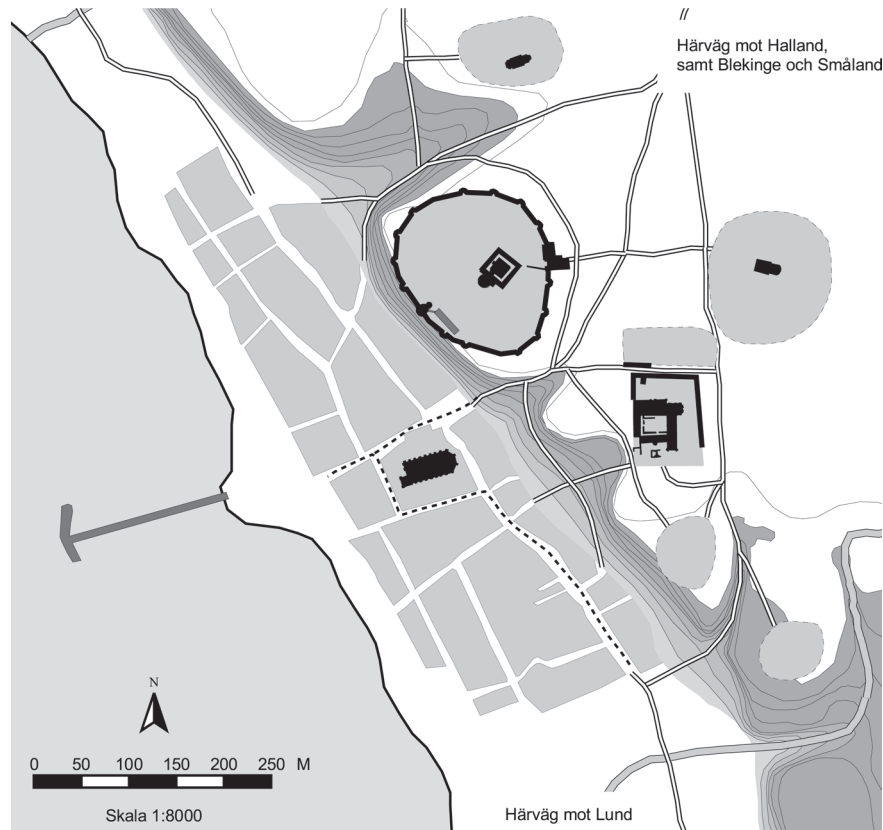 Härväg mot Halland,
samt Blekinge och Småland
N
0 50 100 150 200 250 M
Skala 1:8000
Härväg mot Lund